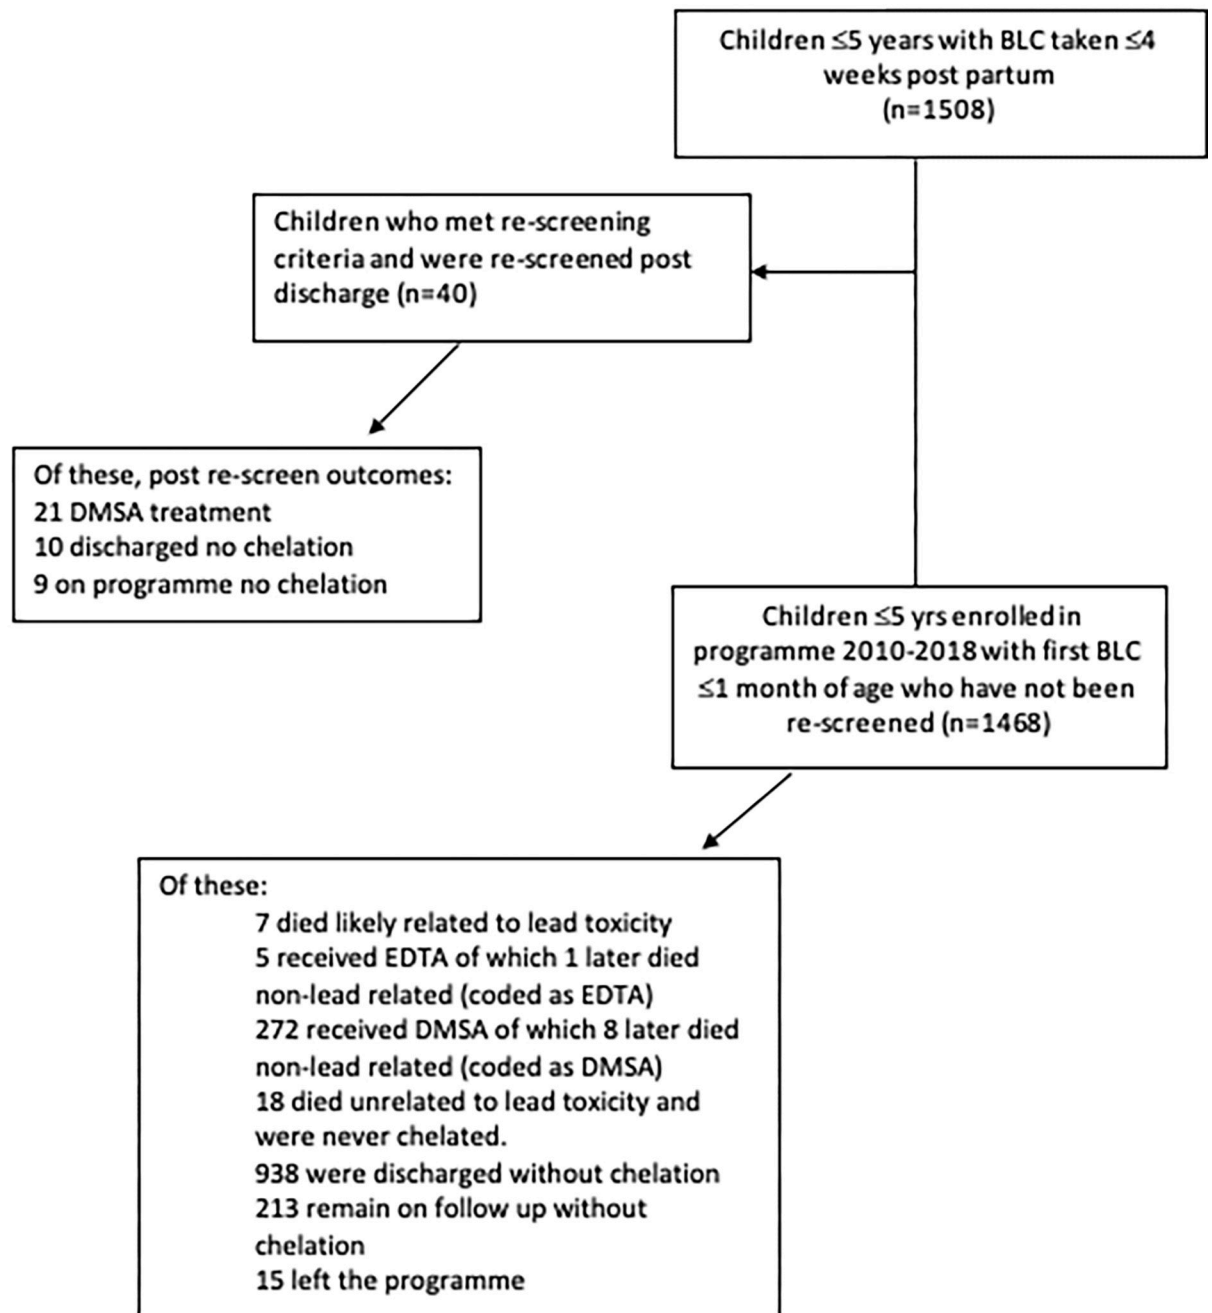 Children ≤5 years with BLC taken ≤4
weeks post partum
(n=1508)
Children who met re-screening
criteria and were re-screened post
discharge (n=40)
Of these, post re-screen outcomes:
21 DMSA treatment
10 discharged no chelation
9 on programme no chelation
Children ≤5 yrs enrolled in
programme 2010-2018 with first BLC
≤1 month of age who have not been
re-screened (n=1468)
Of these:
7 died likely related to lead toxicity
5 received EDTA of which 1 later died
non-lead related (coded as EDTA)
272 received DMSA of which 8 later died
non-lead related (coded as DMSA)
18 died unrelated to lead toxicity and
were never chelated.
938 were discharged without chelation
213 remain on follow up without
chelation
15 left the programme